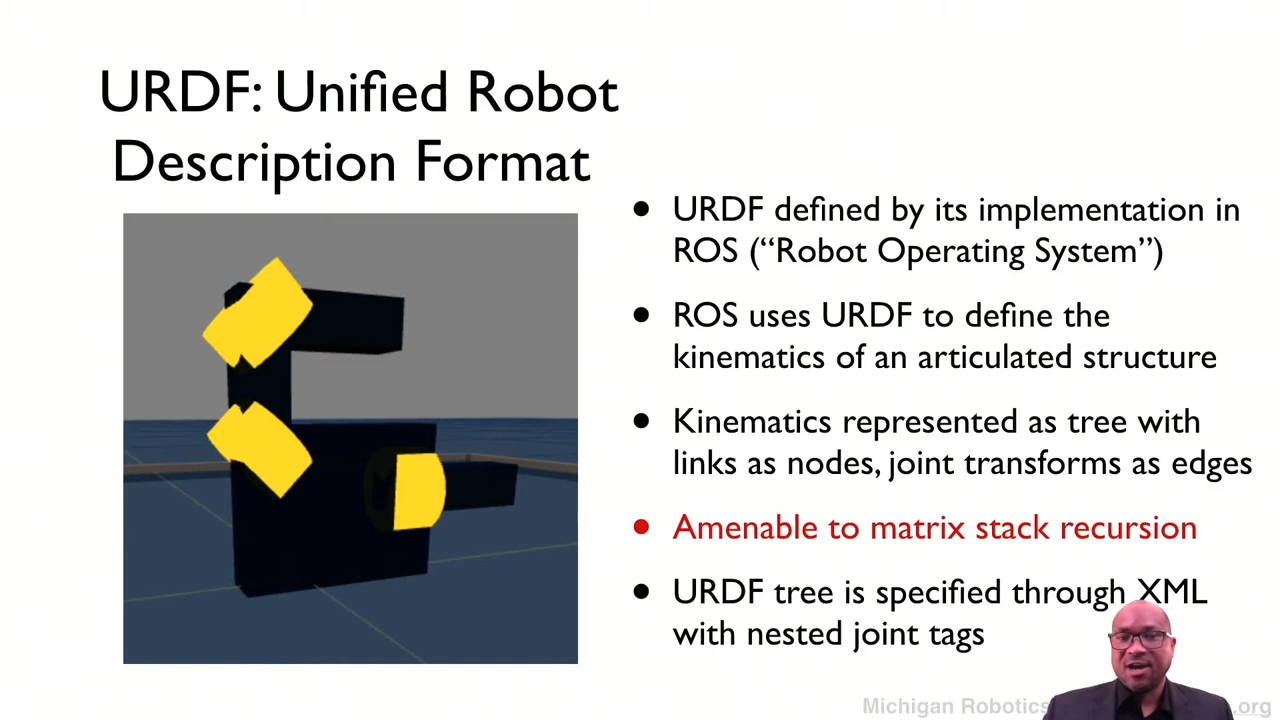 URDF: Unified Robot
Description Format
• URDF defined by its implementation in
ROS (“Robot Operating System”)
• ROS uses URDF to define the
kinematics of an articulated structure
• Kinematics represented as tree with
links as nodes, joint transforms as edges
• Amenable to matrix stack recursion
• URDF tree is specified through XML
with nested joint tags
Michigan Robotics
.org